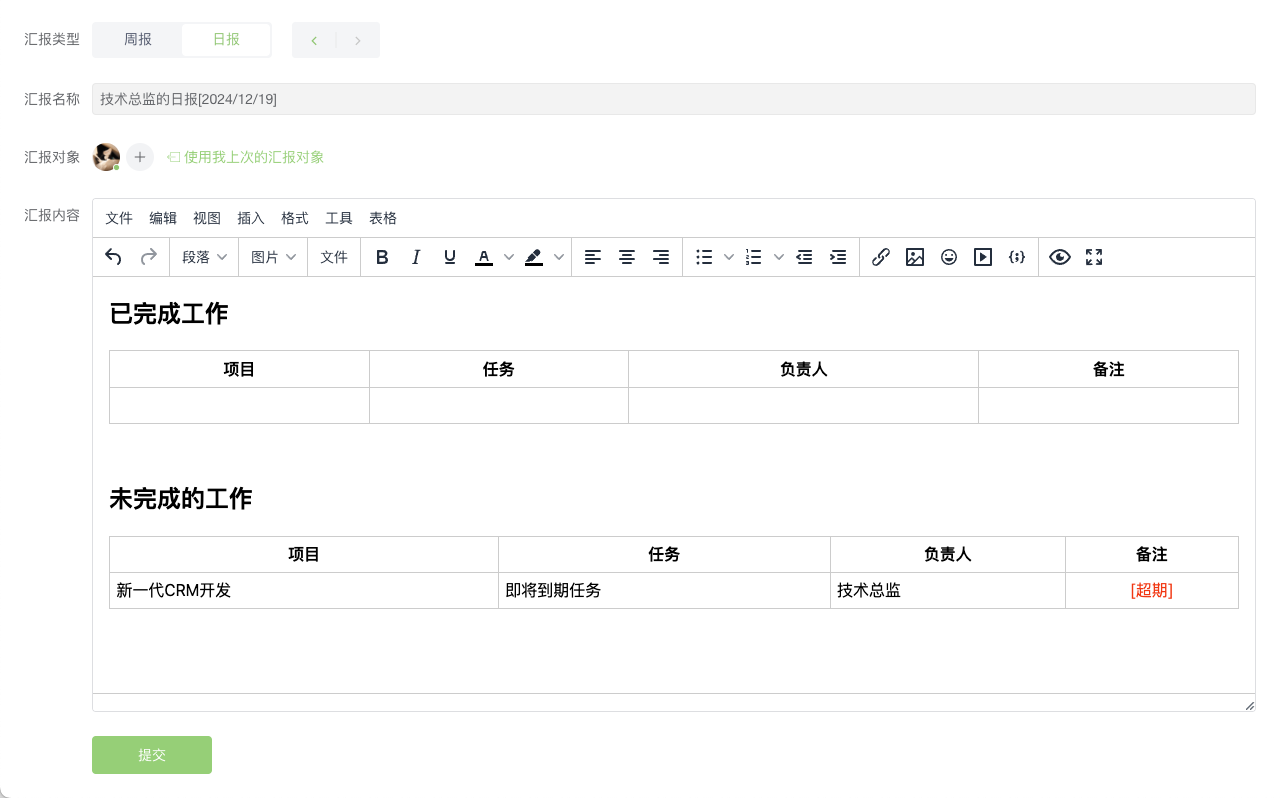 汇报类型 周报 日报
汇报名称 技术总监的日报[2024/12/19]
汇报对象 使用我上次的汇报对象
汇报内容 文件 编辑 视图 插入 格式 工具 表格
段落 图片 文件 B I U A
已完成工作
项目 任务 负责人 备注
未完成的工作
项目 任务 负责人 备注
新一代CRM开发 即将到期任务 技术总监 [超期]
提交